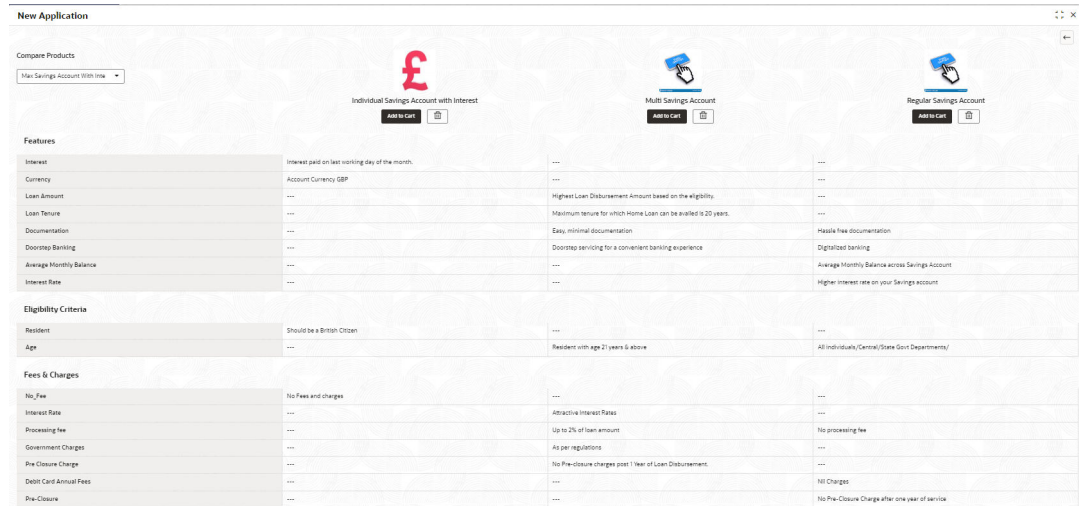 New Application
Compare Products
Max Savings Account With Inte
£
Individual Savings Account with Interest
Multi Savings Account
Regular Savings Account
Add to Cart
Add to Cart
Add to Cart
Features
Interest Interest paid on last working day of the month. --- ---
Currency Account Currency GBP --- ---
Loan Amount --- Highest Loan Disbursement Amount based on the eligibility. ---
Loan Tenure --- Maximum tenure for which Home Loan can be availed is 20 years. ---
Documentation --- Easy, minimal documentation Hassle free documentation
Doorstep Banking --- Doorstep servicing for a convenient banking experience Digitalized banking
Average Monthly Balance --- --- Average Monthly Balance across Savings Account
Interest Rate --- --- Higher interest rate on your Savings account
Eligibility Criteria
Resident Should be a British Citizen --- ---
Age --- Resident with age 21 years & above All Individuals/Central/State Govt Departments/
Fees & Charges
No_Fee No Fees and charges --- ---
Interest Rate --- Attractive Interest Rates ---
Processing fee --- Up to 2% of loan amount No processing fee
Government Charges --- As per regulations ---
Pre Closure Charge --- No Pre-closure charges post 1 Year of Loan Disbursement. ---
Debit Card Annual Fees --- --- Nil Charges
Pre-Closure --- --- No Pre-Closure Charge after one year of service